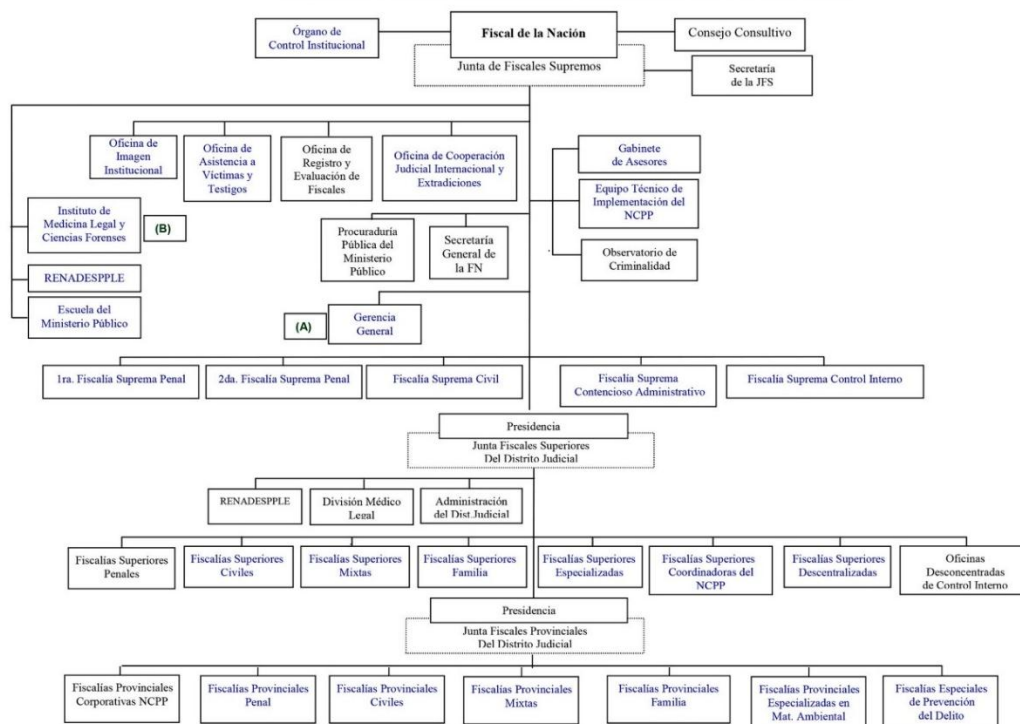 Órgano de
Control Institucional
Fiscal de la Nación
Consejo Consultivo
Junta de Fiscales Supremos
Secretaría
de la JFS
Oficina de
Imagen
Institucional
Oficina de
Asistencia a
Víctimas y
Testigos
Oficina de
Registro y
Evaluación de
Fiscales
Oficina de Cooperación
Judicial Internacional y
Extradiciones
Gabinete
de Asesores
Equipo Técnico de
Implementación del
NCPP
Observatorio de
Criminalidad
Instituto de
Medicina Legal y
Ciencias Forenses
(B)
Procuraduría
Pública del
Ministerio
Público
Secretaría
General de
la FN
RENADESPPLE
Escuela del
Ministerio Público
(A)
Gerencia
General
1ra. Fiscalía Suprema Penal
2da. Fiscalía Suprema Penal
Fiscalía Suprema Civil
Fiscalía Suprema
Contencioso Administrativo
Fiscalía Suprema Control Interno
Presidencia
Junta Fiscales Superiores
Del Distrito Judicial
RENADESPPLE
División Médico
Legal
Administración
del Dist.Judicial
Fiscalías Superiores
Penales
Fiscalías Superiores
Civiles
Fiscalías Superiores
Mixtas
Fiscalías Superiores
Familia
Fiscalías Superiores
Especializadas
Fiscalías Superiores
Coordinadoras del
NCPP
Fiscalías Superiores
Descentralizadas
Oficinas
Desconcentradas
de Control Interno
Presidencia
Junta Fiscales Provinciales
Del Distrito Judicial
Fiscalías Provinciales
Corporativas NCPP
Fiscalías Provinciales
Penal
Fiscalías Provinciales
Civiles
Fiscalías Provinciales
Mixtas
Fiscalías Provinciales
Familia
Fiscalías Provinciales
Especializadas en
Mat. Ambiental
Fiscalías Especiales
de Prevención
del Delito